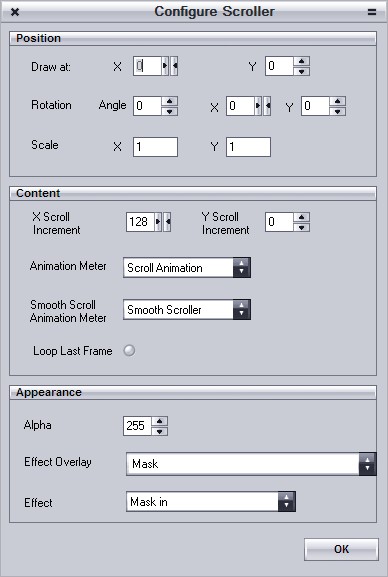 Configure Scroller
Position
Draw at: X 0 Y 0
Rotation Angle 0 X 0 Y 0
Scale X 1 Y 1
Content
X Scroll Increment 128 Y Scroll Increment 0
Animation Meter Scroll Animation
Smooth Scroll Animation Meter Smooth Scroller
Loop Last Frame
Appearance
Alpha 255
Effect Overlay Mask
Effect Mask in
OK